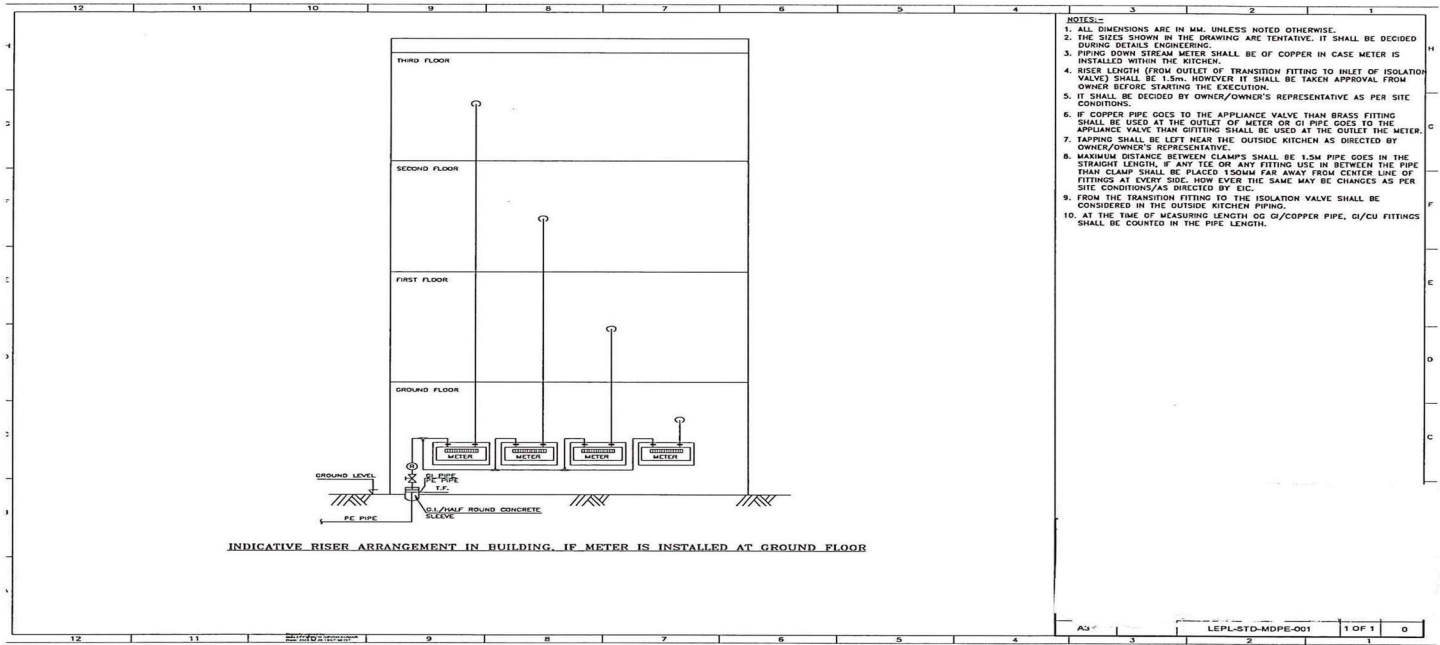 12 11 10 9 8 7 6 5 4 3 2 1
NOTES:-
1. ALL DIMENSIONS ARE IN MM. UNLESS NOTED OTHERWISE.
2. THE SIZES SHOWN IN THE DRAWING ARE TENTATIVE. IT SHALL BE DECIDED
DURING DETAILS ENGINEERING.
3. PIPING DOWN STREAM METER SHALL BE OF COPPER IN CASE METER IS
INSTALLED WITHIN THE KITCHEN.
4. RISER LENGTH (FROM OUTLET OF TRANSITION FITTING TO INLET OF ISOLATION
VALVE) SHALL BE 1.5m. HOWEVER IT SHALL BE TAKEN APPROVAL FROM
OWNER BEFORE STARTING THE EXECUTION.
5. IT SHALL BE DECIDED BY OWNER/OWNER'S REPRESENTATIVE AS PER SITE
CONDITIONS.
6. IF COPPER PIPE GOES TO THE APPLIANCE VALVE THAN BRASS FITTING
SHALL BE USED AT THE OUTLET OF METER OR GI PIPE GOES TO THE
APPLIANCE VALVE THAN GIFITTING SHALL BE USED AT THE OUTLET THE METER.
7. TAPPING SHALL BE LEFT NEAR THE OUTSIDE KITCHEN AS DIRECTED BY
OWNER/OWNER'S REPRESENTATIVE.
8. MAXIMUM DISTANCE BETWEEN CLAMPS SHALL BE 1.5M PIPE GOES IN THE
STRAIGHT LENGTH, IF ANY TEE OR ANY FITTING USE IN BETWEEN THE PIPE
THAN CLAMP SHALL BE PLACED 150MM FAR AWAY FROM CENTER LINE OF
FITTINGS AT EVERY SIDE. HOW EVER THE SAME MAY BE CHANGES AS PER
SITE CONDITIONS/AS DIRECTED BY EIC.
9. FROM THE TRANSITION FITTING TO THE ISOLATION VALVE SHALL BE
CONSIDERED IN THE OUTSIDE KITCHEN PIPING.
10. AT THE TIME OF MEASURING LENGTH OG GI/COPPER PIPE, GI/CU FITTINGS
SHALL BE COUNTED IN THE PIPE LENGTH.
H
G
F
E
D
C
THIRD FLOOR
SECOND FLOOR
FIRST FLOOR
GROUND FLOOR
METER METER METER METER
R
GROUND LEVEL
GI PIPE
PE PIPE
T.F.
G.I./HALF ROUND CONCRETE
SLEEVE
PE PIPE
INDICATIVE RISER ARRANGEMENT IN BUILDING, IF METER IS INSTALLED AT GROUND FLOOR
A3 LEPL-STD-MDPE-001 1 OF 1 0
12 11 10 9 8 7 6 5 4 3 2 1